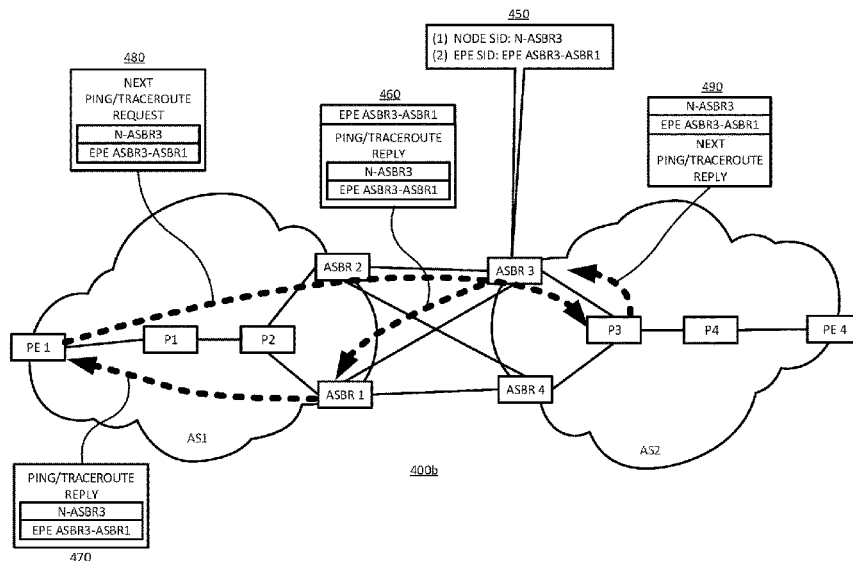 450
(1) NODE SID: N-ASBR3
(2) EPE SID: EPE ASBR3-ASBR1
480
NEXT
PING/TRACEROUTE
REQUEST
N-ASBR3
EPE ASBR3-ASBR1
460
EPE ASBR3-ASBR1
PING/TRACEROUTE
REPLY
N-ASBR3
EPE ASBR3-ASBR1
490
N-ASBR3
EPE ASBR3-ASBR1
NEXT
PING/TRACEROUTE
REPLY
ASBR 2
ASBR 3
PE 1
P1
P2
P3
P4
PE 4
ASBR 1
ASBR 4
AS1
AS2
400b
PING/TRACEROUTE
REPLY
N-ASBR3
EPE ASBR3-ASBR1
470